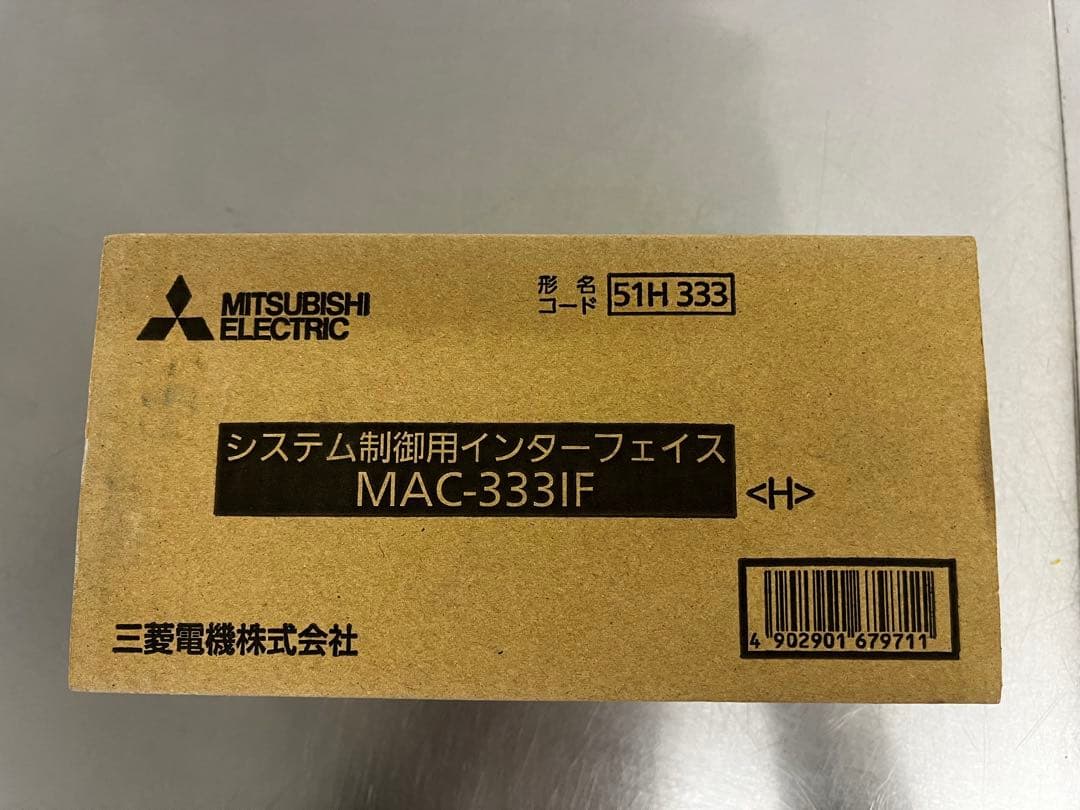 MITSUBISHI
ELECTRIC
形名
コード
51H 333
システム制御用インターフェイス
MAC-333IF
<H>
三菱電機株式会社
4 902901 679711